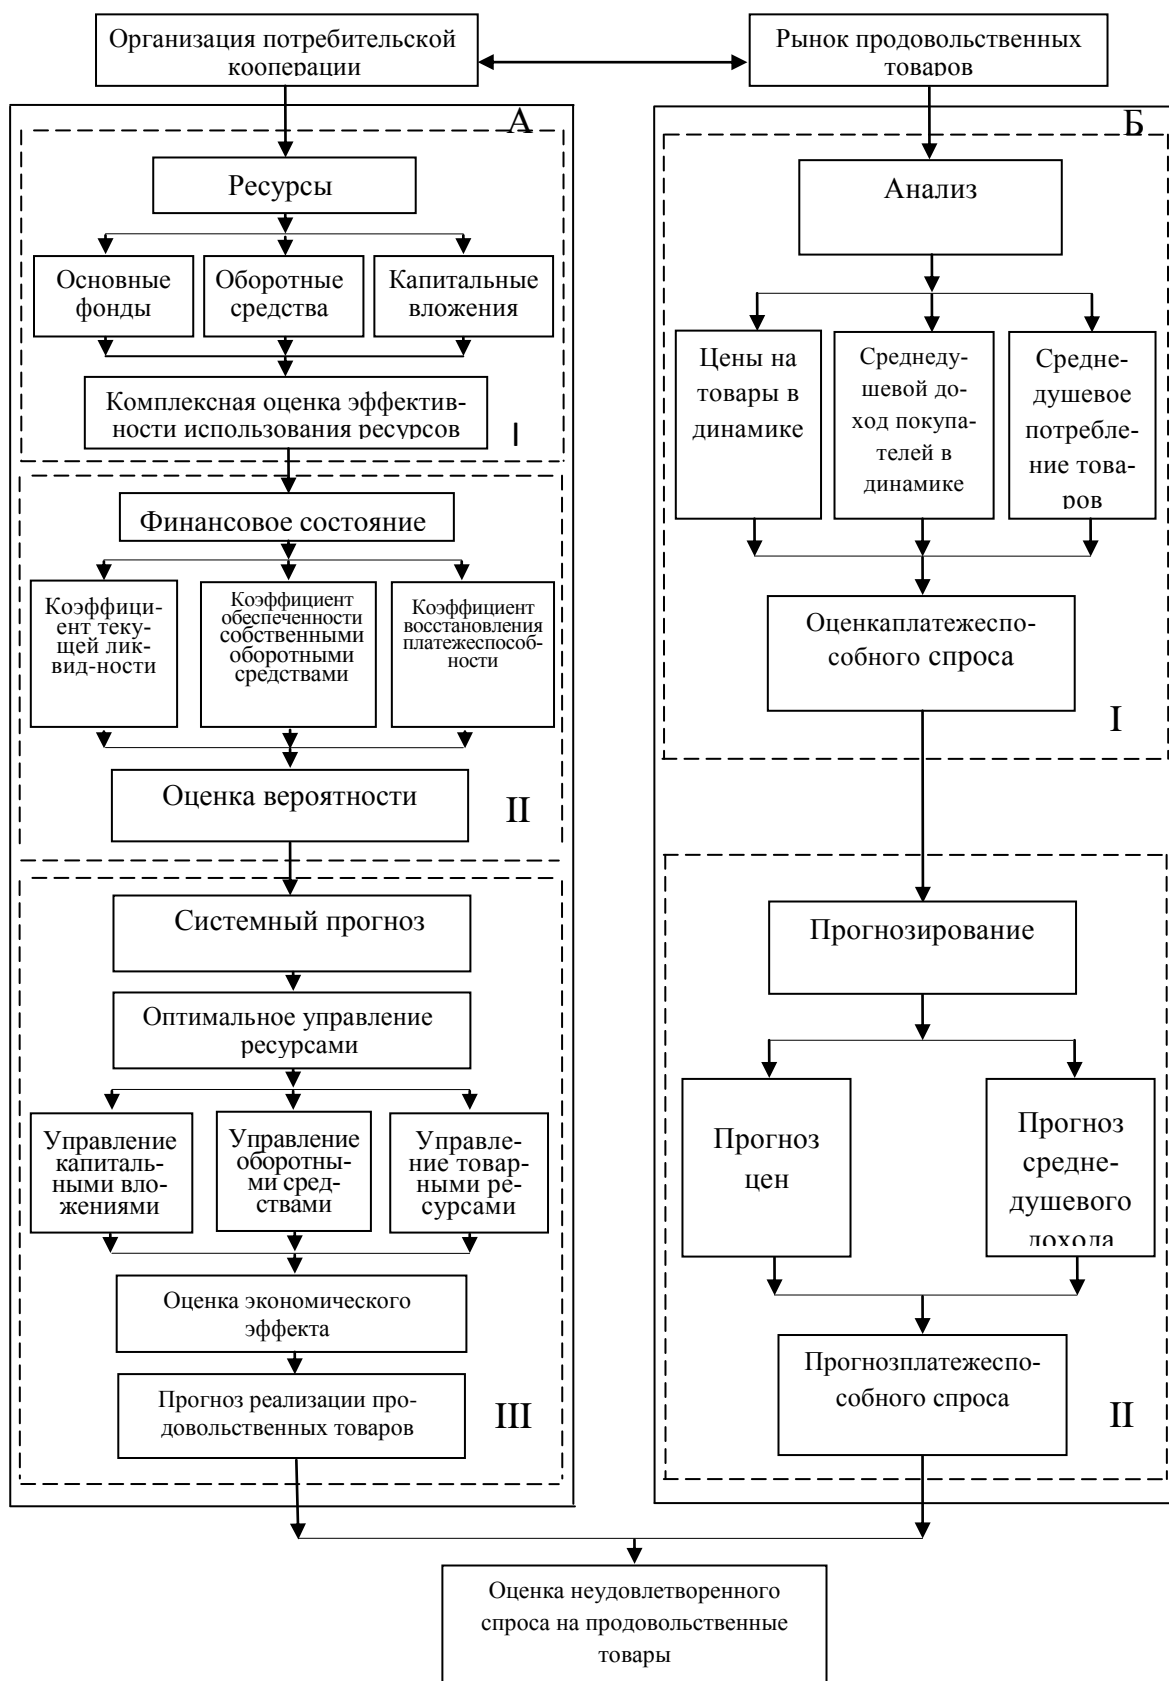 Организация потребительской
кооперации
Рынок продовольственных
товаров
А
Ресурсы
Основные
фонды
Оборотные
средства
Капитальные
вложения
Комплексная оценка эффектив-
ности использования ресурсов
I
Финансовое состояние
Коэффици-
ент теку-
щей лик-
вид-ности
Коэффициент
обеспеченности
собственными
оборотными
средствами
Коэффициент
восстановления
платежеспособ-
ности
Оценка вероятности
II
Системный прогноз
Оптимальное управление
ресурсами
Управление
капиталь-
ными вло-
жениями
Управление
оборотны-
ми сред-
ствами
Управле-
ние товар-
ными ре-
сурсами
Оценка экономического
эффекта
Прогноз реализации про-
довольственных товаров
III
Б
Анализ
Цены на
товары в
динамике
Среднеду-
шевой до-
ход покупа-
телей в
динамике
Средне-
душевое
потребле-
ние това-
ров
Оценкаплатежеспо-
собного спроса
I
Прогнозирование
Прогноз
цен
Прогноз
средне-
душевого
дохода
Прогнозплатежеспо-
собного спроса
II
Оценка неудовлетворенного
спроса на продовольственные
товары